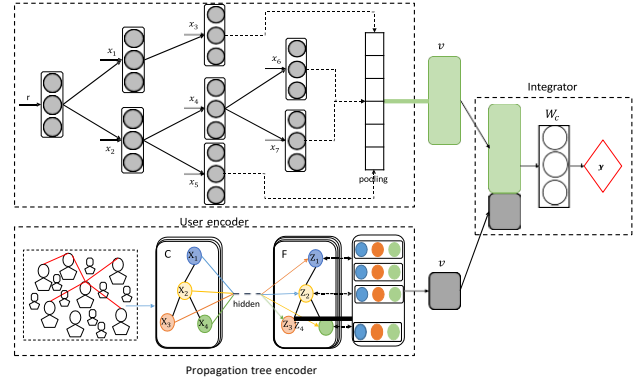 x3
v
x1
x6
Integrator
r
x4
Wc
x2
x7
y
x5
pooling
User encoder
C
F
X1
Z1
v
X2
Z2
hidden
X3
X4
Z3
Z4
Propagation tree encoder